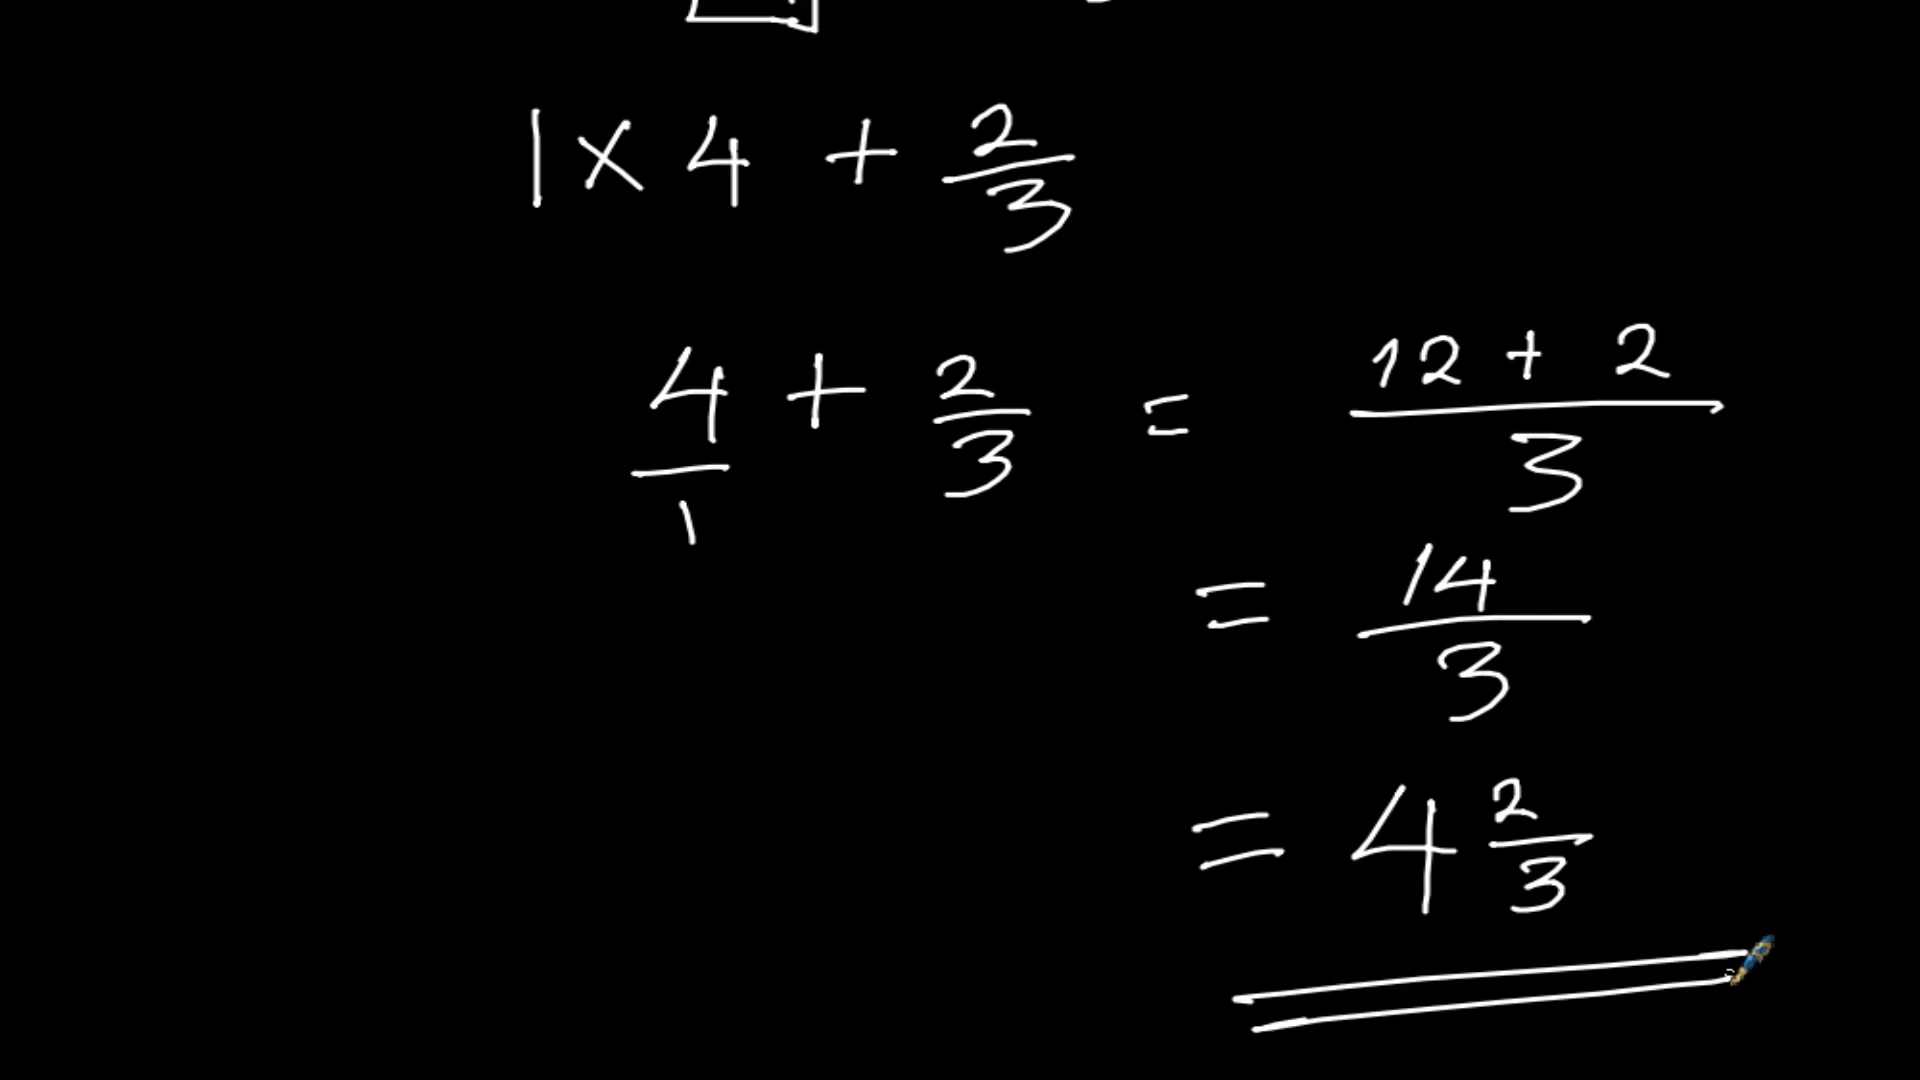 1 × 4 + 2/3
4/1 + 2/3 = 12 + 2/3
= 14/3
= 4 2/3